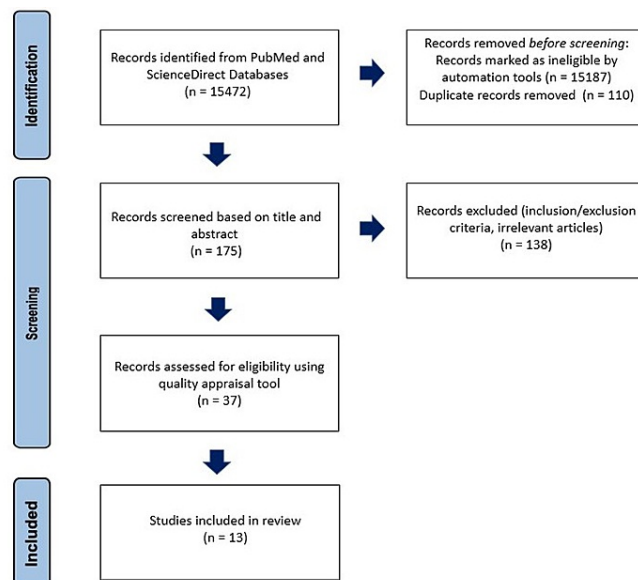 Identification
Records identified from PubMed and
ScienceDirect Databases
(n = 15472)
Records removed before screening:
Records marked as ineligible by
automation tools (n = 15187)
Duplicate records removed (n = 110)
Screening
Records screened based on title and
abstract
(n = 175)
Records excluded (inclusion/exclusion
criteria, irrelevant articles)
(n = 138)
Records assessed for eligibility using
quality appraisal tool
(n = 37)
Included
Studies included in review
(n = 13)